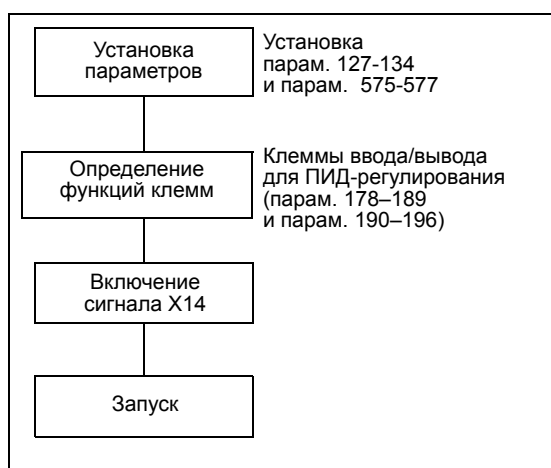 Установка
параметров
Установка
парам. 127-134
и парам. 575-577
Определение
функций клемм
Клеммы ввода/вывода
для ПИД-регулирования
(парам. 178–189
и парам. 190–196)
Включение
сигнала X14
Запуск